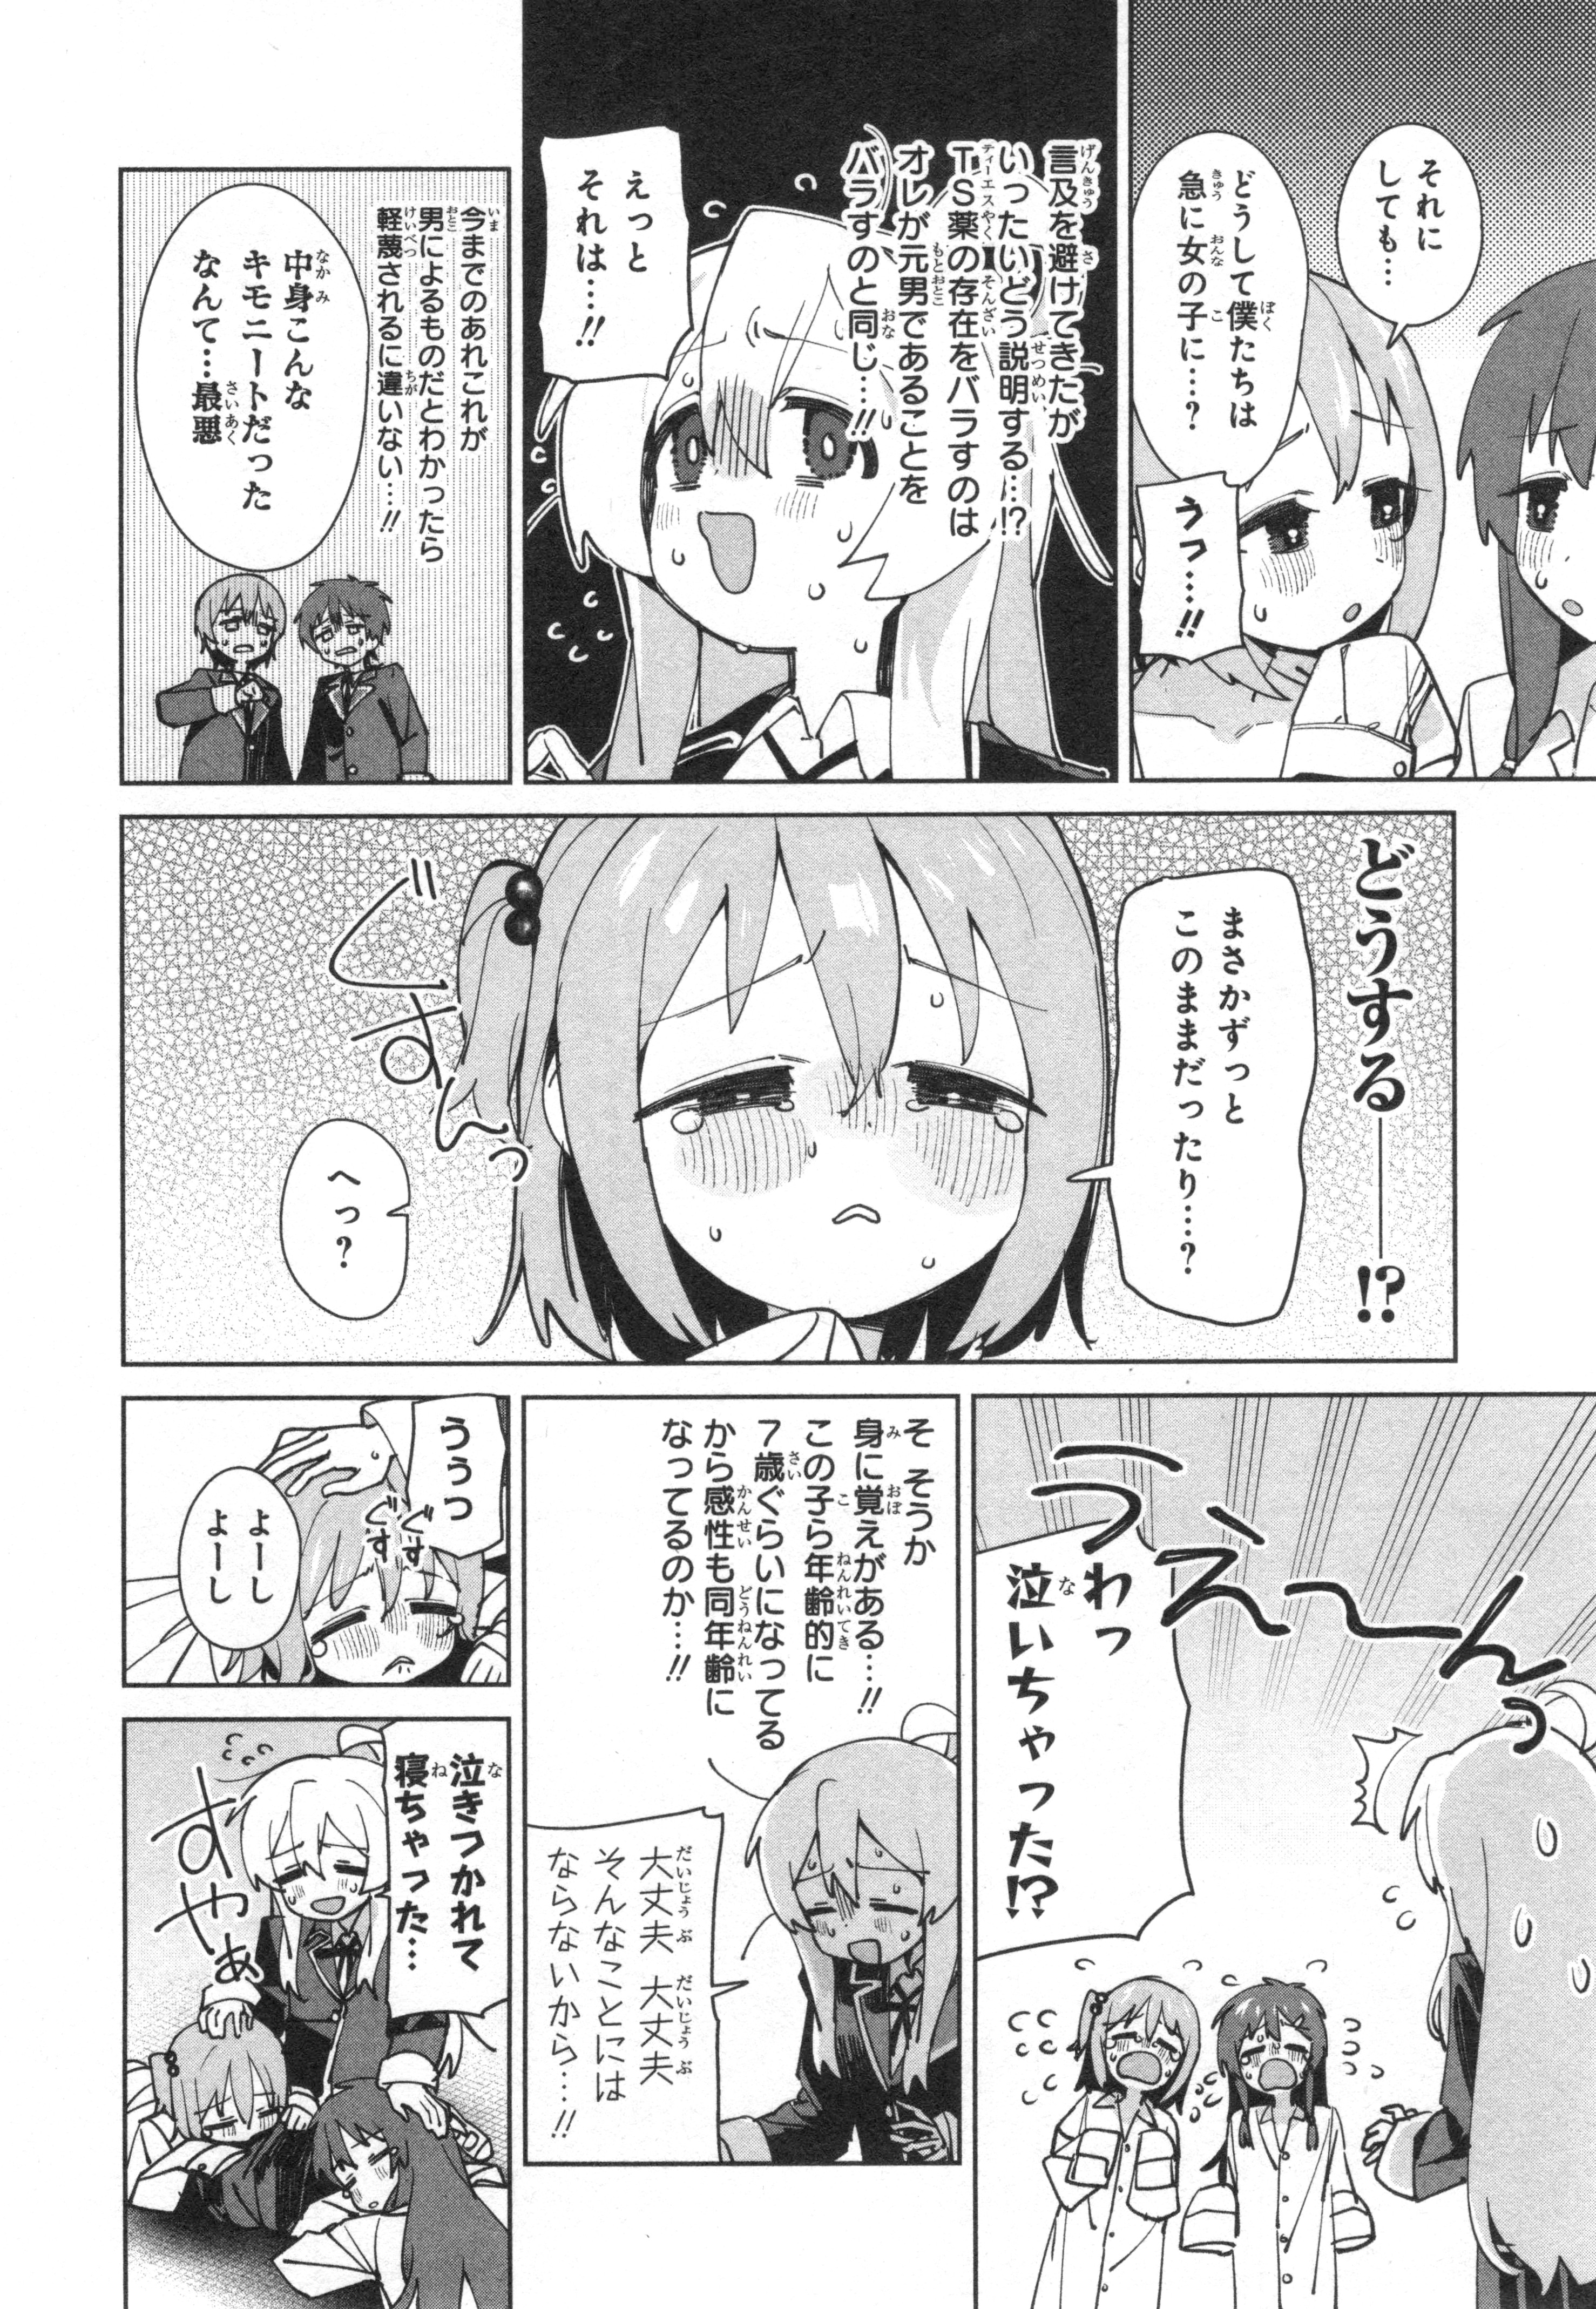 それに
しても…
どうして僕たちは
急に女の子に…？
うっ…!!
言及を避けてきたが
いったいどう説明する…!?
TS薬の存在をバラすのは
オレが元男であることを
バラすのと同じ…!!
えっと
それは…!!
今までのあれこれが
男によるものだとわかったら
軽蔑されるに違いない…!!
中身こんな
キモニートだった
なんて…最悪
どうする――!?
まさかずっと
このままだったり…？
ぐすんっ
へっ？
うえーんっ
うわっ
泣いちゃった!?
そ そうか
身に覚えがある…!!
この子ら年齢的に
7歳ぐらいになってる
から感性も同年齢に
なってるのか…!!
大丈夫 大丈夫
そんなことには
ならないから…!!
ううっ
ぐすぐす
よーし
よーし
泣きつかれて
寝ちゃった…
すやぁ